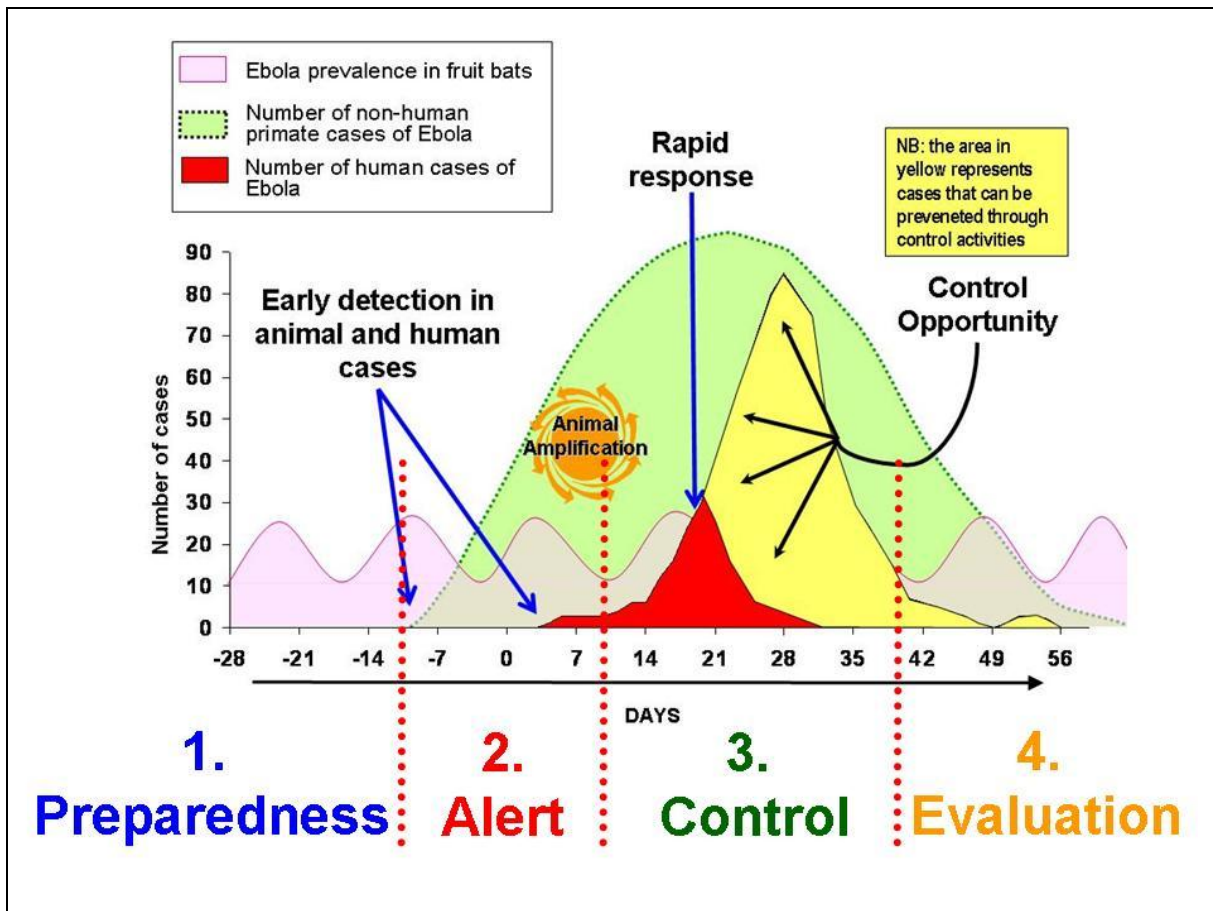 Ebola prevalence in fruit bats
Number of non-human
primate cases of Ebola
Number of human cases of
Ebola
Rapid
response
NB: the area in
yellow represents
cases that can be
preveneted through
control activities
Early detection in
animal and human
cases
Control
Opportunity
Animal
Amplification
Number of cases
90
80
70
60
50
40
30
20
10
0
-28 -21 -14 -7 0 7 14 21 28 35 42 49 56
DAYS
1.
Preparedness
2.
Alert
3.
Control
4.
Evaluation